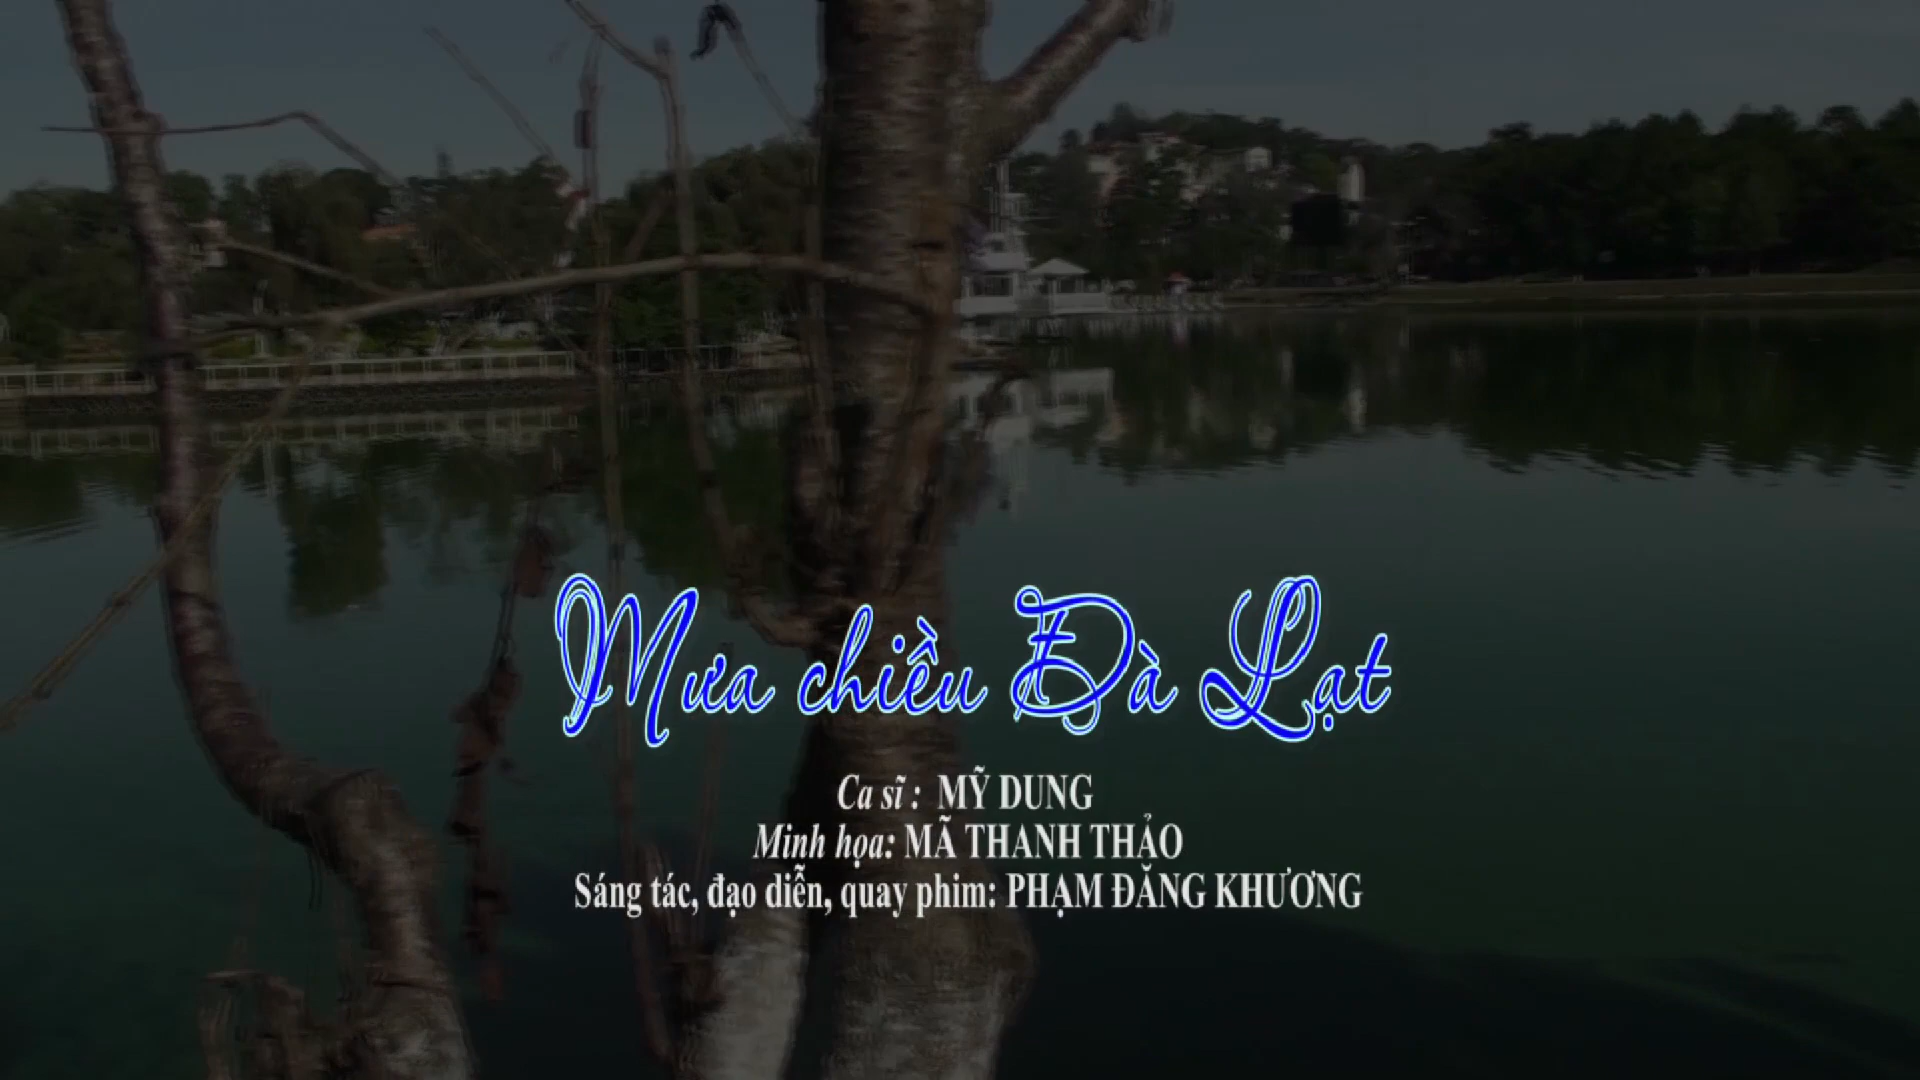 Mưa chiều Đà Lạt
Ca sĩ : MỸ DUNG
Minh họa: MÃ THANH THẢO
Sáng tác, đạo diễn, quay phim: PHẠM ĐĂNG KHƯƠNG